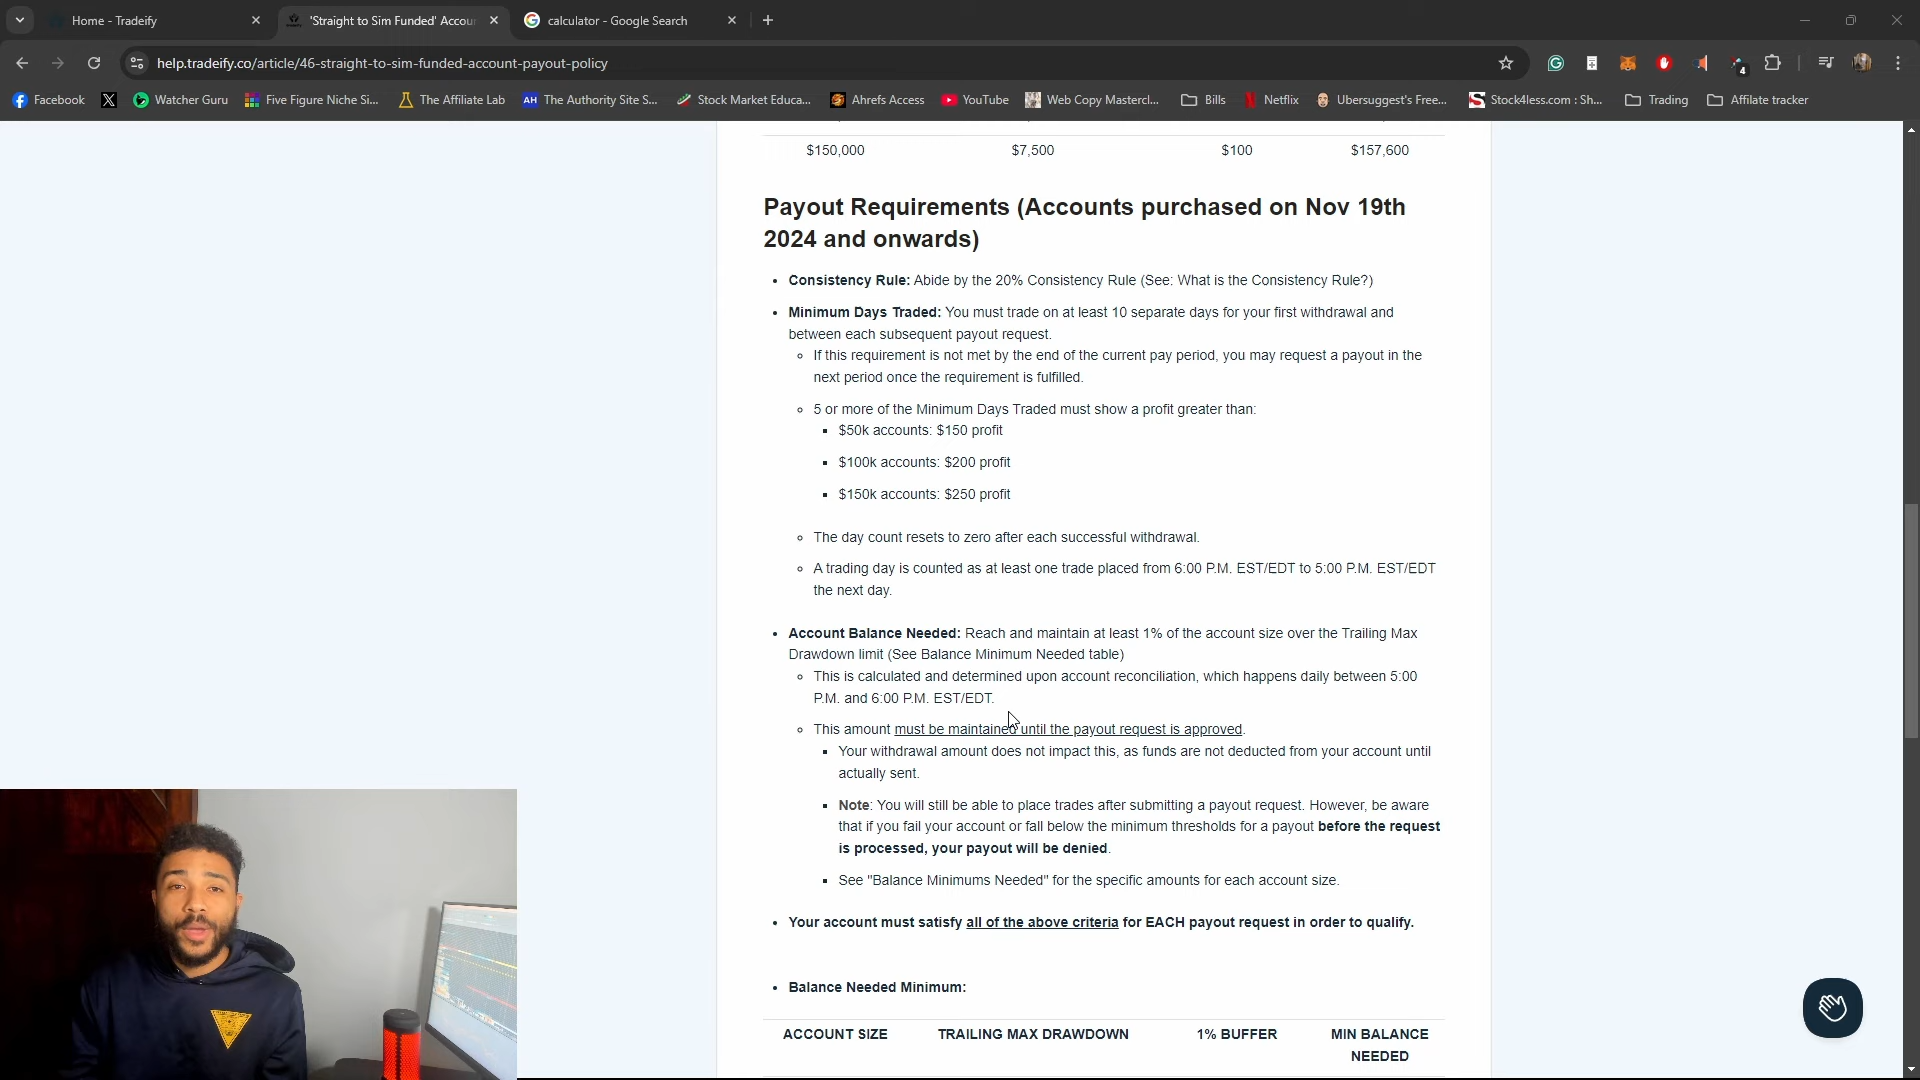 Home - Tradeify
'Straight to Sim Funded' Accou
calculator - Google Search
help.tradeify.co/article/46-straight-to-sim-funded-account-payout-policy
4
Facebook
Watcher Guru
Five Figure Niche Si...
The Affiliate Lab
AH The Authority Site S...
Stock Market Educa...
Ahrefs Access
YouTube
Web Copy Mastercl...
Bills
Netflix
Ubersuggest's Free...
Stock4less.com : Sh...
Trading
Affilate tracker
$150,000 $7,500 $100 $157,600
Payout Requirements (Accounts purchased on Nov 19th
2024 and onwards)
Consistency Rule: Abide by the 20% Consistency Rule (See: What is the Consistency Rule?)
Minimum Days Traded: You must trade on at least 10 separate days for your first withdrawal and
between each subsequent payout request.
If this requirement is not met by the end of the current pay period, you may request a payout in the
next period once the requirement is fulfilled.
5 or more of the Minimum Days Traded must show a profit greater than:
$50k accounts: $150 profit
$100k accounts: $200 profit
$150k accounts: $250 profit
The day count resets to zero after each successful withdrawal.
A trading day is counted as at least one trade placed from 6:00 P.M. EST/EDT to 5:00 P.M. EST/EDT
the next day.
Account Balance Needed: Reach and maintain at least 1% of the account size over the Trailing Max
Drawdown limit (See Balance Minimum Needed table)
This is calculated and determined upon account reconciliation, which happens daily between 5:00
P.M. and 6:00 P.M. EST/EDT.
This amount must be maintained until the payout request is approved.
Your withdrawal amount does not impact this, as funds are not deducted from your account until
actually sent.
Note: You will still be able to place trades after submitting a payout request. However, be aware
that if you fail your account or fall below the minimum thresholds for a payout before the request
is processed, your payout will be denied.
See "Balance Minimums Needed" for the specific amounts for each account size.
Your account must satisfy all of the above criteria for EACH payout request in order to qualify.
Balance Needed Minimum:
ACCOUNT SIZE TRAILING MAX DRAWDOWN 1% BUFFER MIN BALANCE
NEEDED